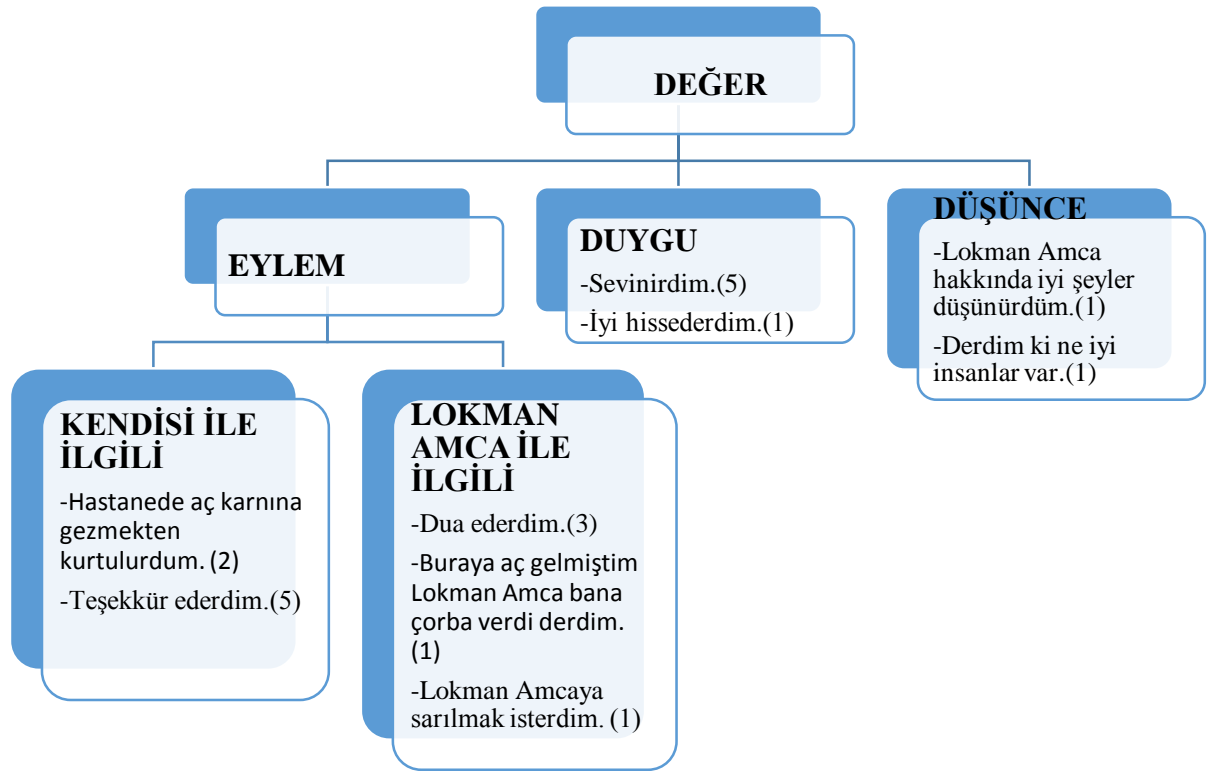 DEĞER
EYLEM
DUYGU
-Sevinirdim.(5)
-İyi hissederdim.(1)
DÜŞÜNCE
-Lokman Amca
hakkında iyi şeyler
düşünürdüm.(1)
-Derdim ki ne iyi
insanlar var.(1)
KENDİSİ İLE
İLGİLİ
-Hastanede aç karnına
gezmekten
kurtulurdum. (2)
-Teşekkür ederdim.(5)
LOKMAN
AMCA İLE
İLGİLİ
-Dua ederdim.(3)
-Buraya aç gelmiştim
Lokman Amca bana
çorba verdi derdim.
(1)
-Lokman Amcaya
sarılmak isterdim. (1)